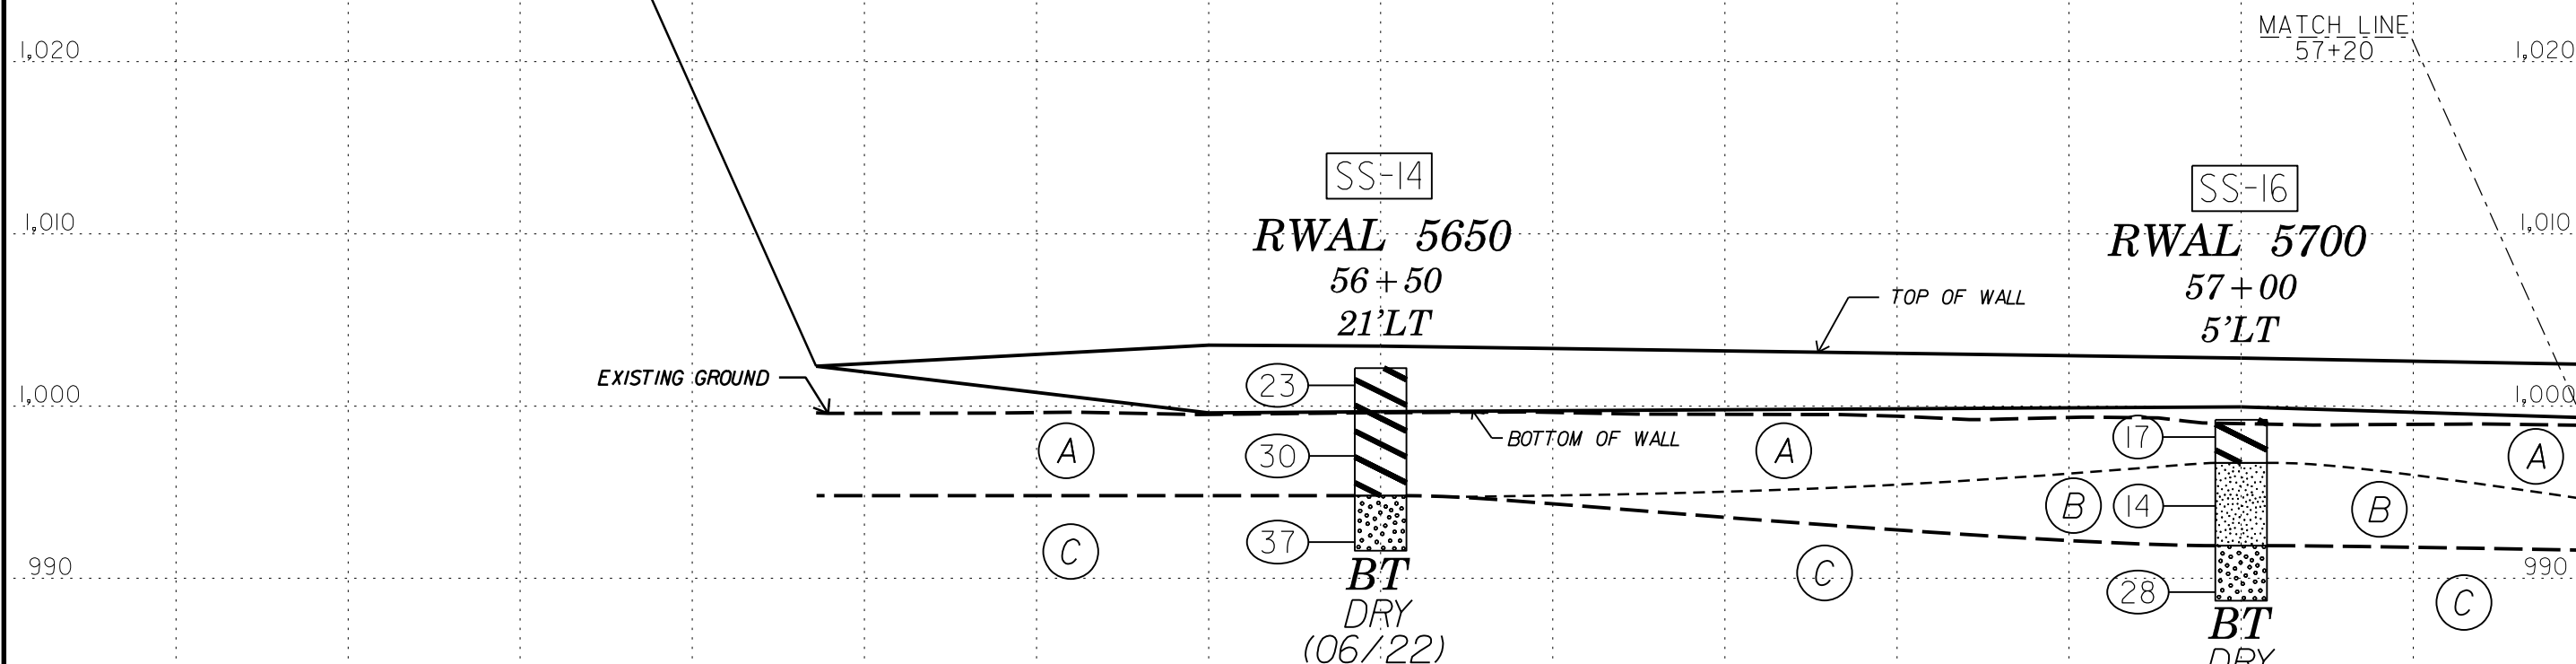 MATCH LINE
57+20
1,020
1,020
SS-14
SS-16
1,010
RWAL 5650
RWAL 5700
1,010
56+50
57+00
21'LT
5'LT
TOP OF WALL
EXISTING GROUND
23
1,000
1,000
BOTTOM OF WALL
17
A
30
A
A
B
14
B
37
C
C
990
990
BT
28
C
DRY
BT
(06/22)
DRY